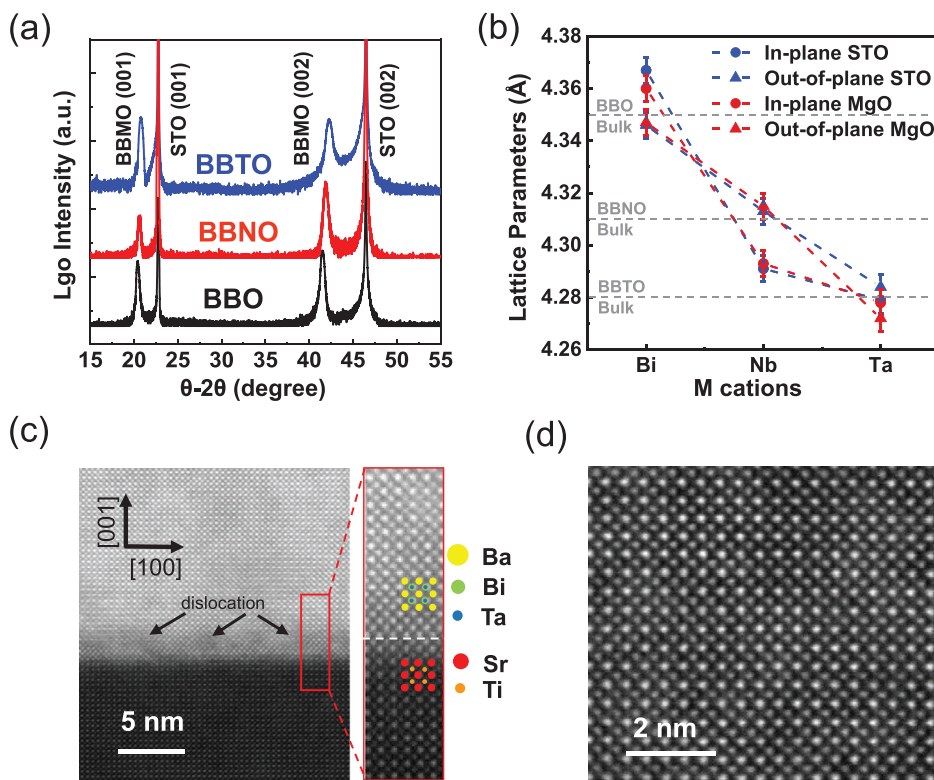 (a)
Lgo Intensity (a.u.)
BBMO (001)
STO (001)
BBMO (002)
STO (002)
BBTO
BBNO
BBO
15 20 25 30 35 40 45 50 55
θ-2θ (degree)
(b)
Lattice Parameters (Å)
4.38
4.36
4.34
4.32
4.30
4.28
4.26
In-plane STO
Out-of-plane STO
In-plane MgO
Out-of-plane MgO
BBO
Bulk
BBNO
Bulk
BBTO
Bulk
Bi Nb Ta
M cations
(c)
[001]
[100]
dislocation
5 nm
Ba
Bi
Ta
Sr
Ti
(d)
2 nm